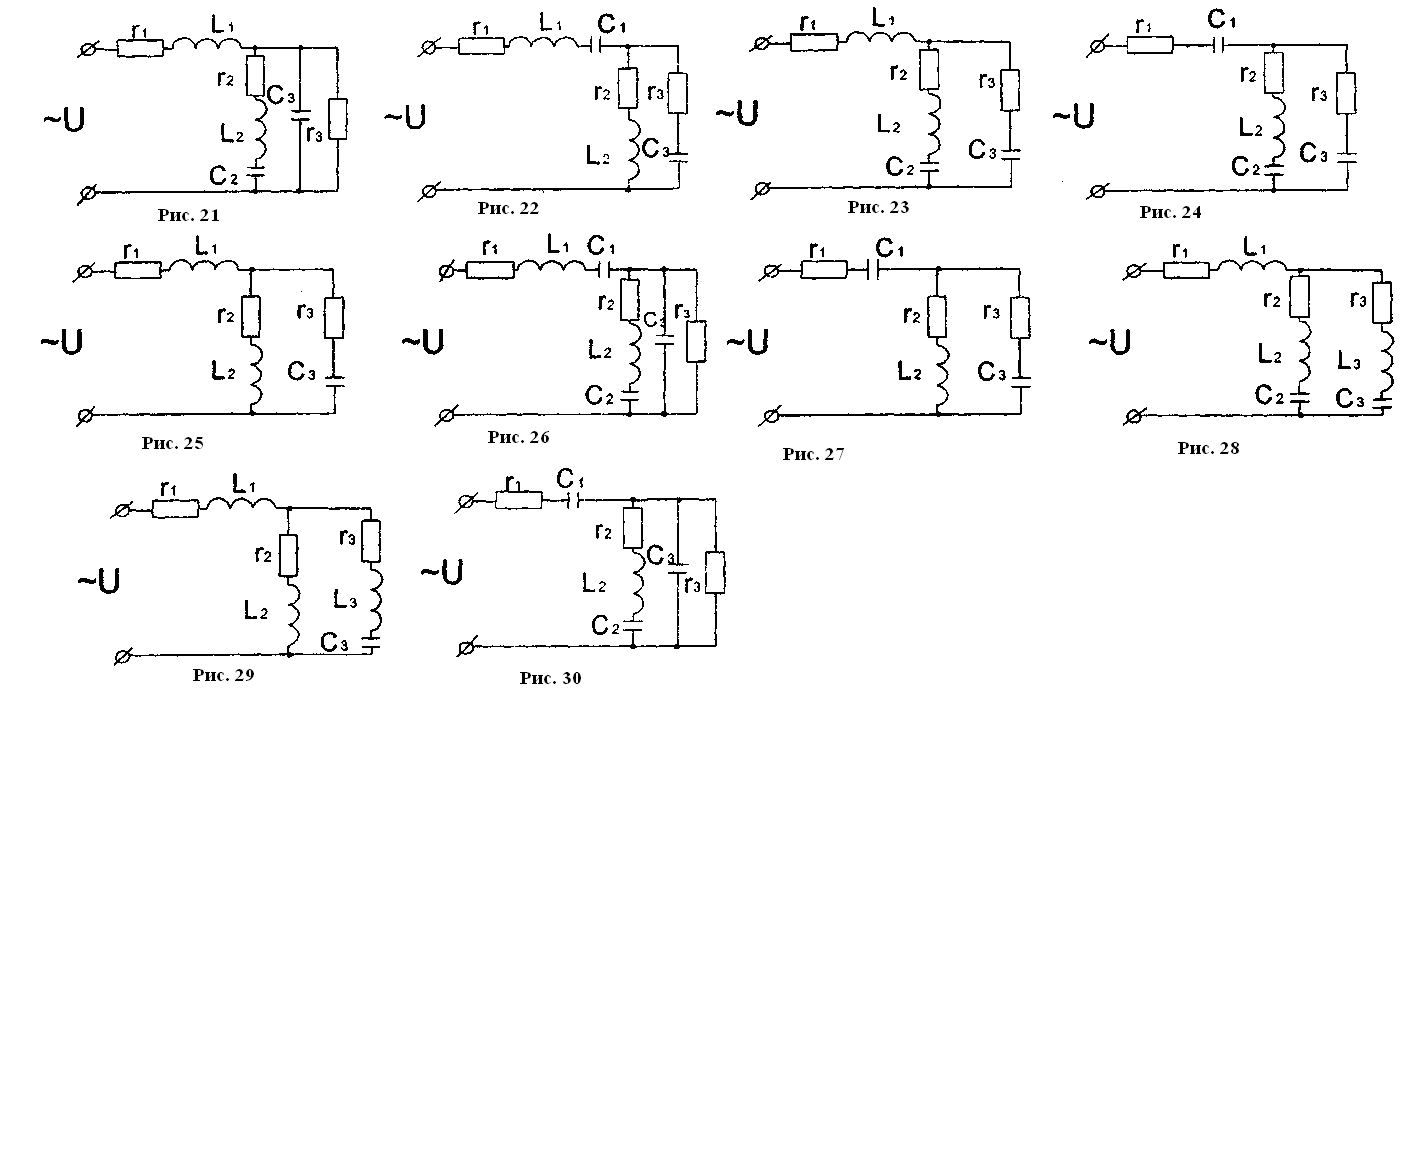 r1 L1
r2 C3
~U L2 r3
C2
Рис. 21
r1 L1 C1
r2 r3
~U
L2 C3
Рис. 22
r1 L1
r2 r3
~U L2
C2 C3
Рис. 23
r1 C1
r2 r3
~U L2
C2 C3
Рис. 24
r1 L1
r2 r3
~U
L2 C3
Рис. 25
r1 L1 C1
r2 C3 r3
~U L2
C2
Рис. 26
r1 C1
r2 r3
~U
L2 C3
Рис. 27
r1 L1
r2 r3
~U L2 L3
C2 C3
Рис. 28
r1 L1
r2 r3
~U L2 L3
C3
Рис. 29
r1 C1
r2 C3
~U L2 r3
C2
Рис. 30